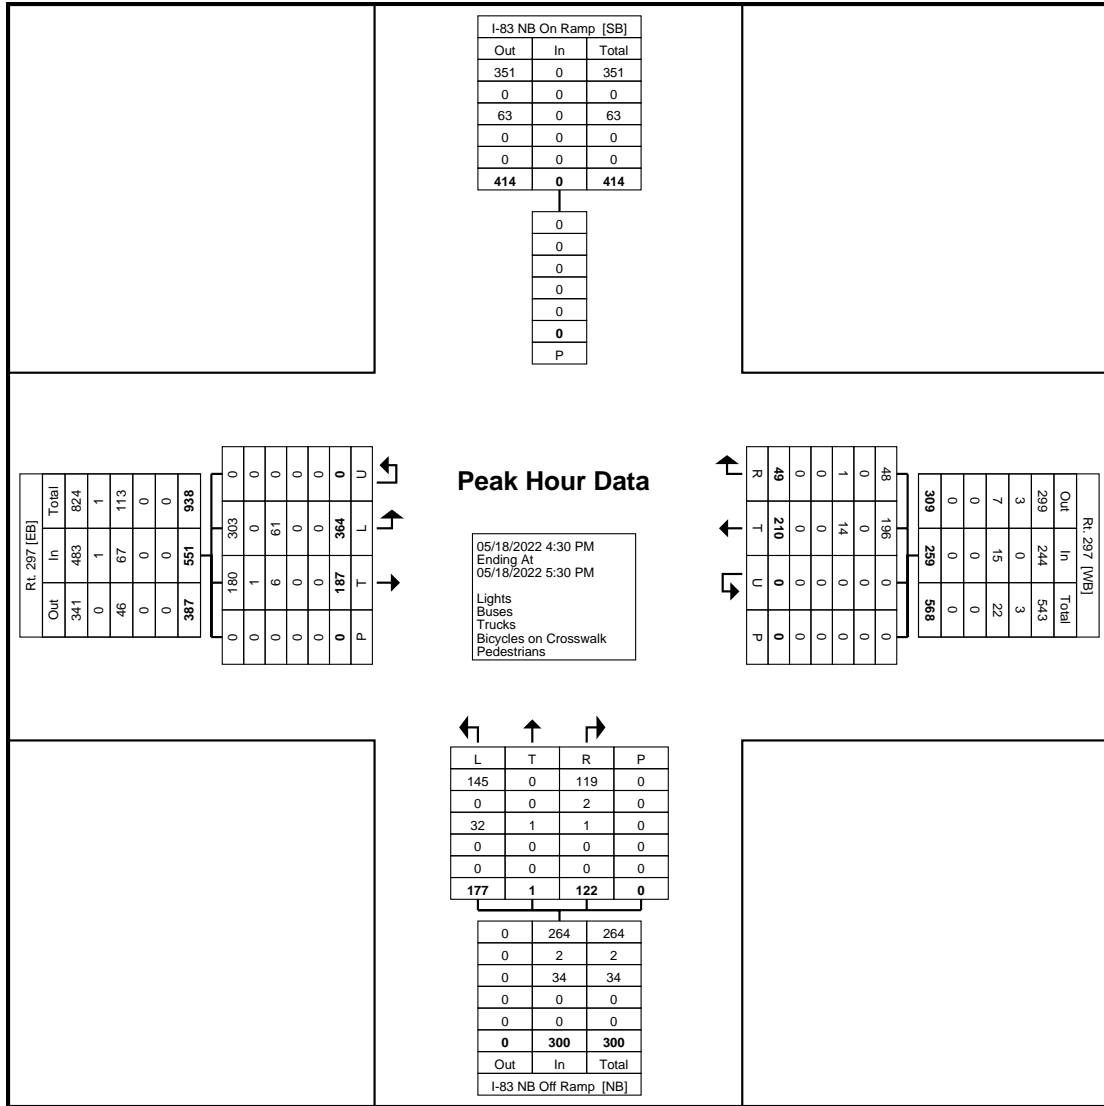 I-83 NB On Ramp [SB]
Out In Total
351 0 351
0 0 0
63 0 63
0 0 0
0 0 0
414 0 414
0
0
0
0
0
0
P
Rt. 297 [EB]
Total 824 1 113 0 0 938
In 483 1 67 0 0 551
Out 341 0 46 0 0 387
0 0 0 0 0 0 U
303 0 61 0 0 364 L
180 1 6 0 0 187 T
0 0 0 0 0 0 P
Peak Hour Data
05/18/2022 4:30 PM
Ending At
05/18/2022 5:30 PM
Lights
Buses
Trucks
Bicycles on Crosswalk
Pedestrians
R 49 0 0 1 0 48
T 210 0 0 14 0 196
U 0 0 0 0 0 0
P 0 0 0 0 0 0
Rt. 297 [WB]
Out 299 3 7 0 0 309
In 244 0 15 0 0 259
Total 543 3 22 0 0 568
L T R P
145 0 119 0
0 0 2 0
32 1 1 0
0 0 0 0
0 0 0 0
177 1 122 0
0 264 264
0 2 2
0 34 34
0 0 0
0 0 0
0 300 300
Out In Total
I-83 NB Off Ramp [NB]